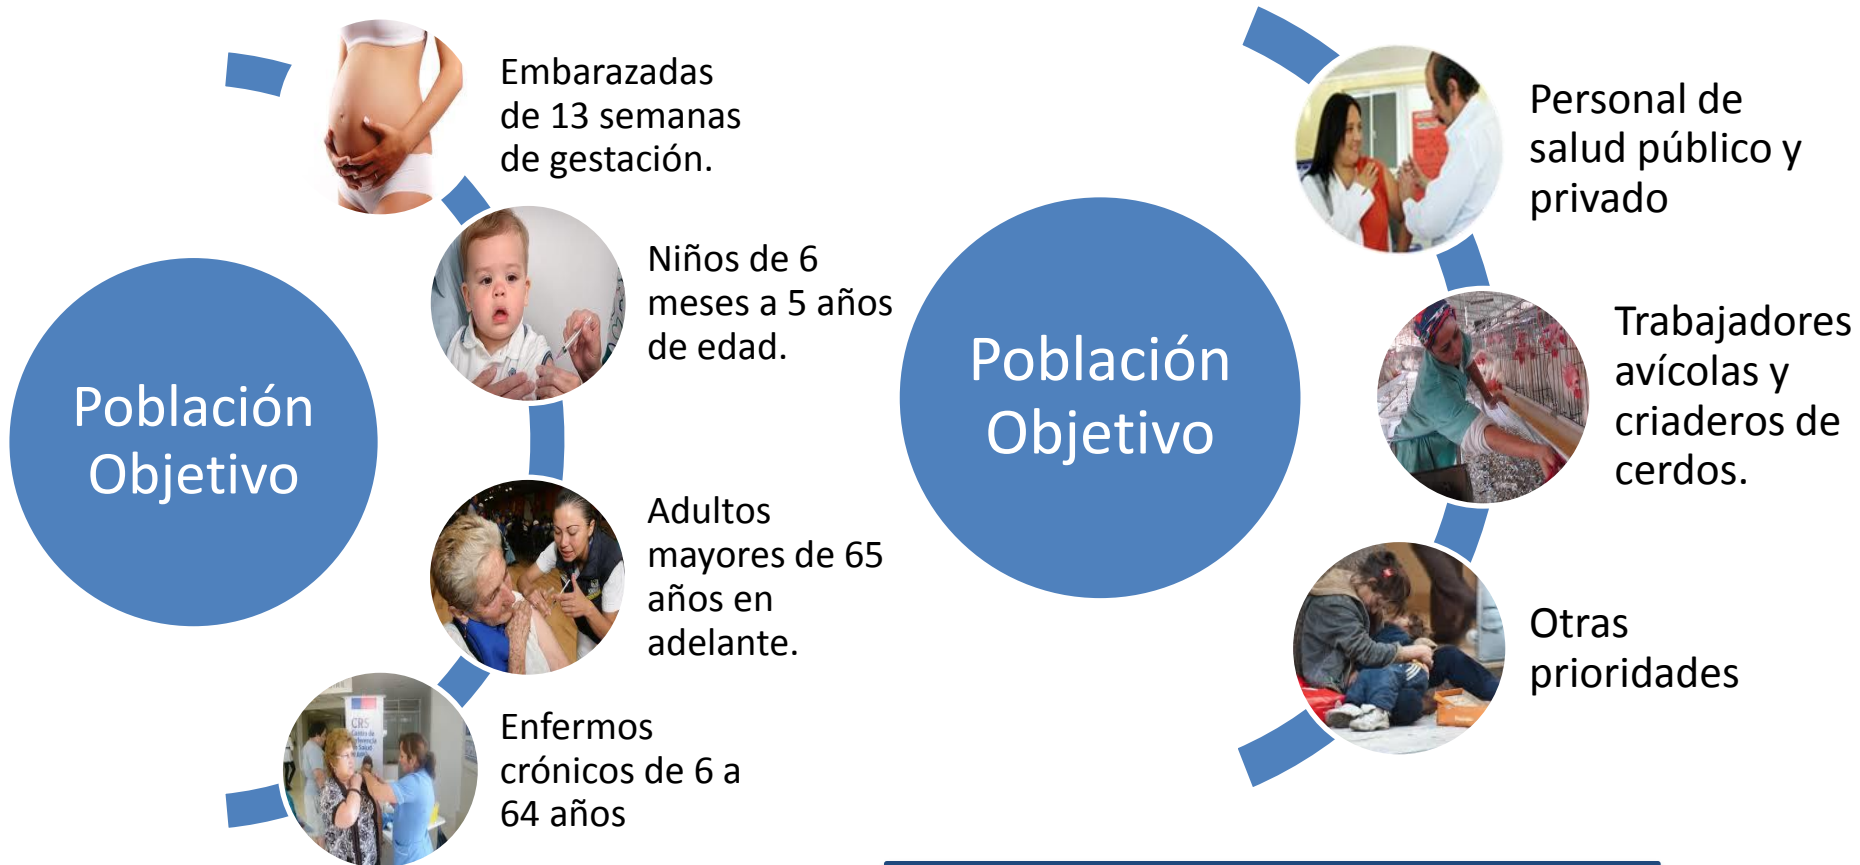 Población
Objetivo
Embarazadas
de 13 semanas
de gestación.
Niños de 6
meses a 5 años
de edad.
Adultos
mayores de 65
años en
adelante.
Enfermos
crónicos de 6 a
64 años
CRS
Población
Objetivo
Personal de
salud público y
privado
Trabajadores
avícolas y
criaderos de
cerdos.
Otras
prioridades